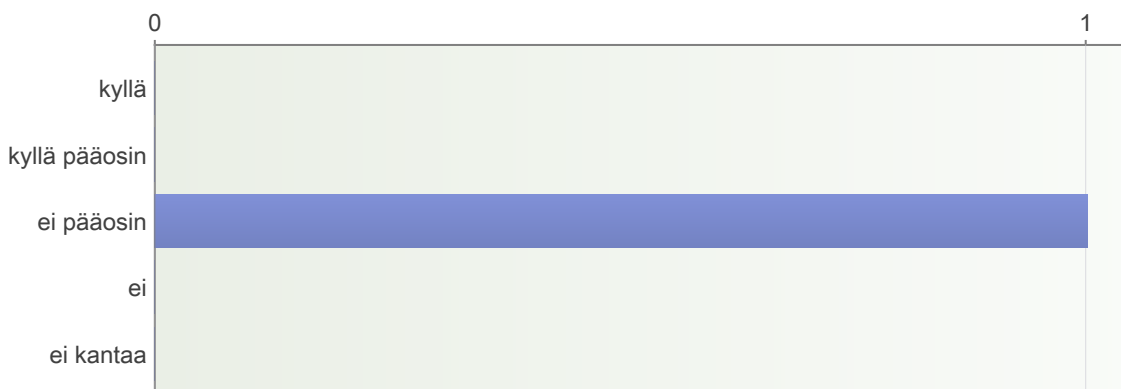 0 1
kyllä
kyllä pääosin
ei pääosin
ei
ei kantaa